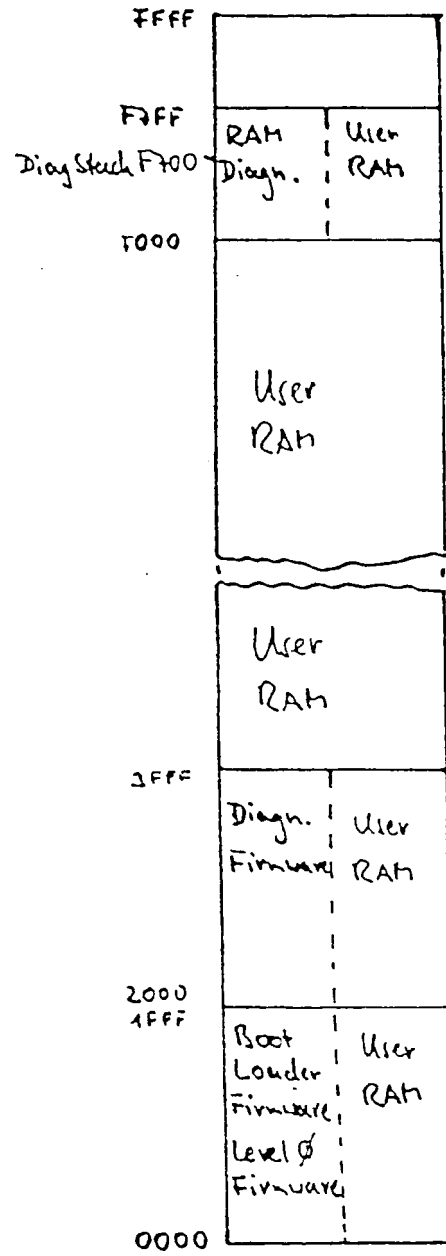 FFFF
F7FF
RAM
Diagn.
User
RAM
Diag Stack F700
F000
User
RAM
User
RAM
3FFF
Diagn.
Firmware
User
RAM
2000
1FFF
Boot
Loader
Firmware
Level Ø
Firmware
User
RAM
0000